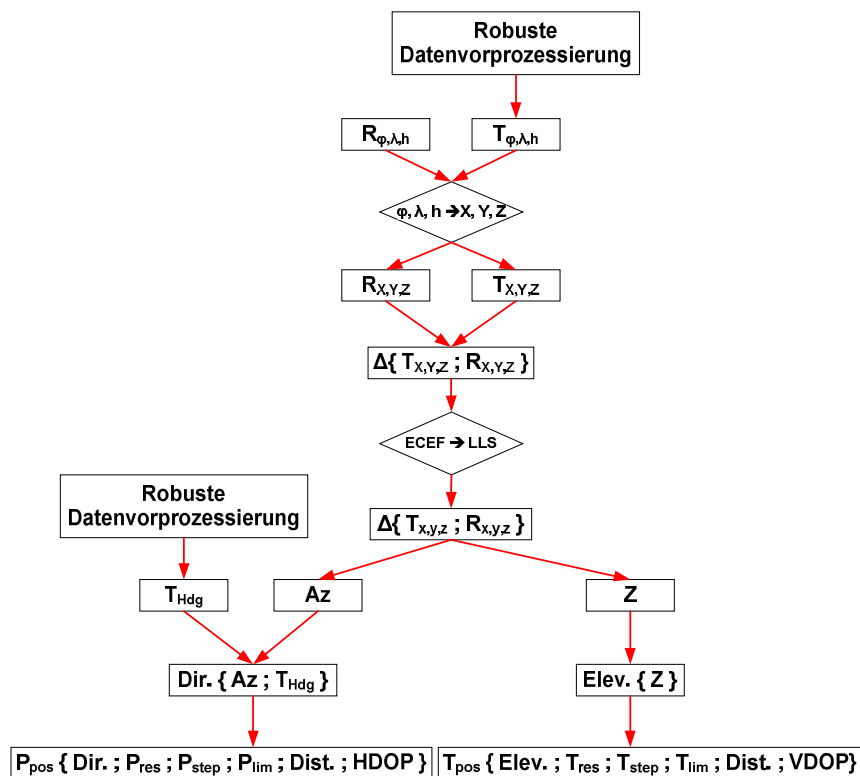 Robuste
Datenvorprozessierung
Rφ,λ,h
Tφ,λ,h
φ, λ, h ➔ X, Y, Z
RX,Y,Z
TX,Y,Z
Δ{ TX,Y,Z ; RX,Y,Z }
ECEF ➔ LLS
Robuste
Datenvorprozessierung
Δ{ Tx,y,z ; Rx,y,z }
THdg
Az
Z
Dir. { Az ; THdg }
Elev. { Z }
Ppos { Dir. ; Pres ; Pstep ; Plim ; Dist. ; HDOP }
Tpos { Elev. ; Tres ; Tstep ; Tlim ; Dist. ; VDOP }